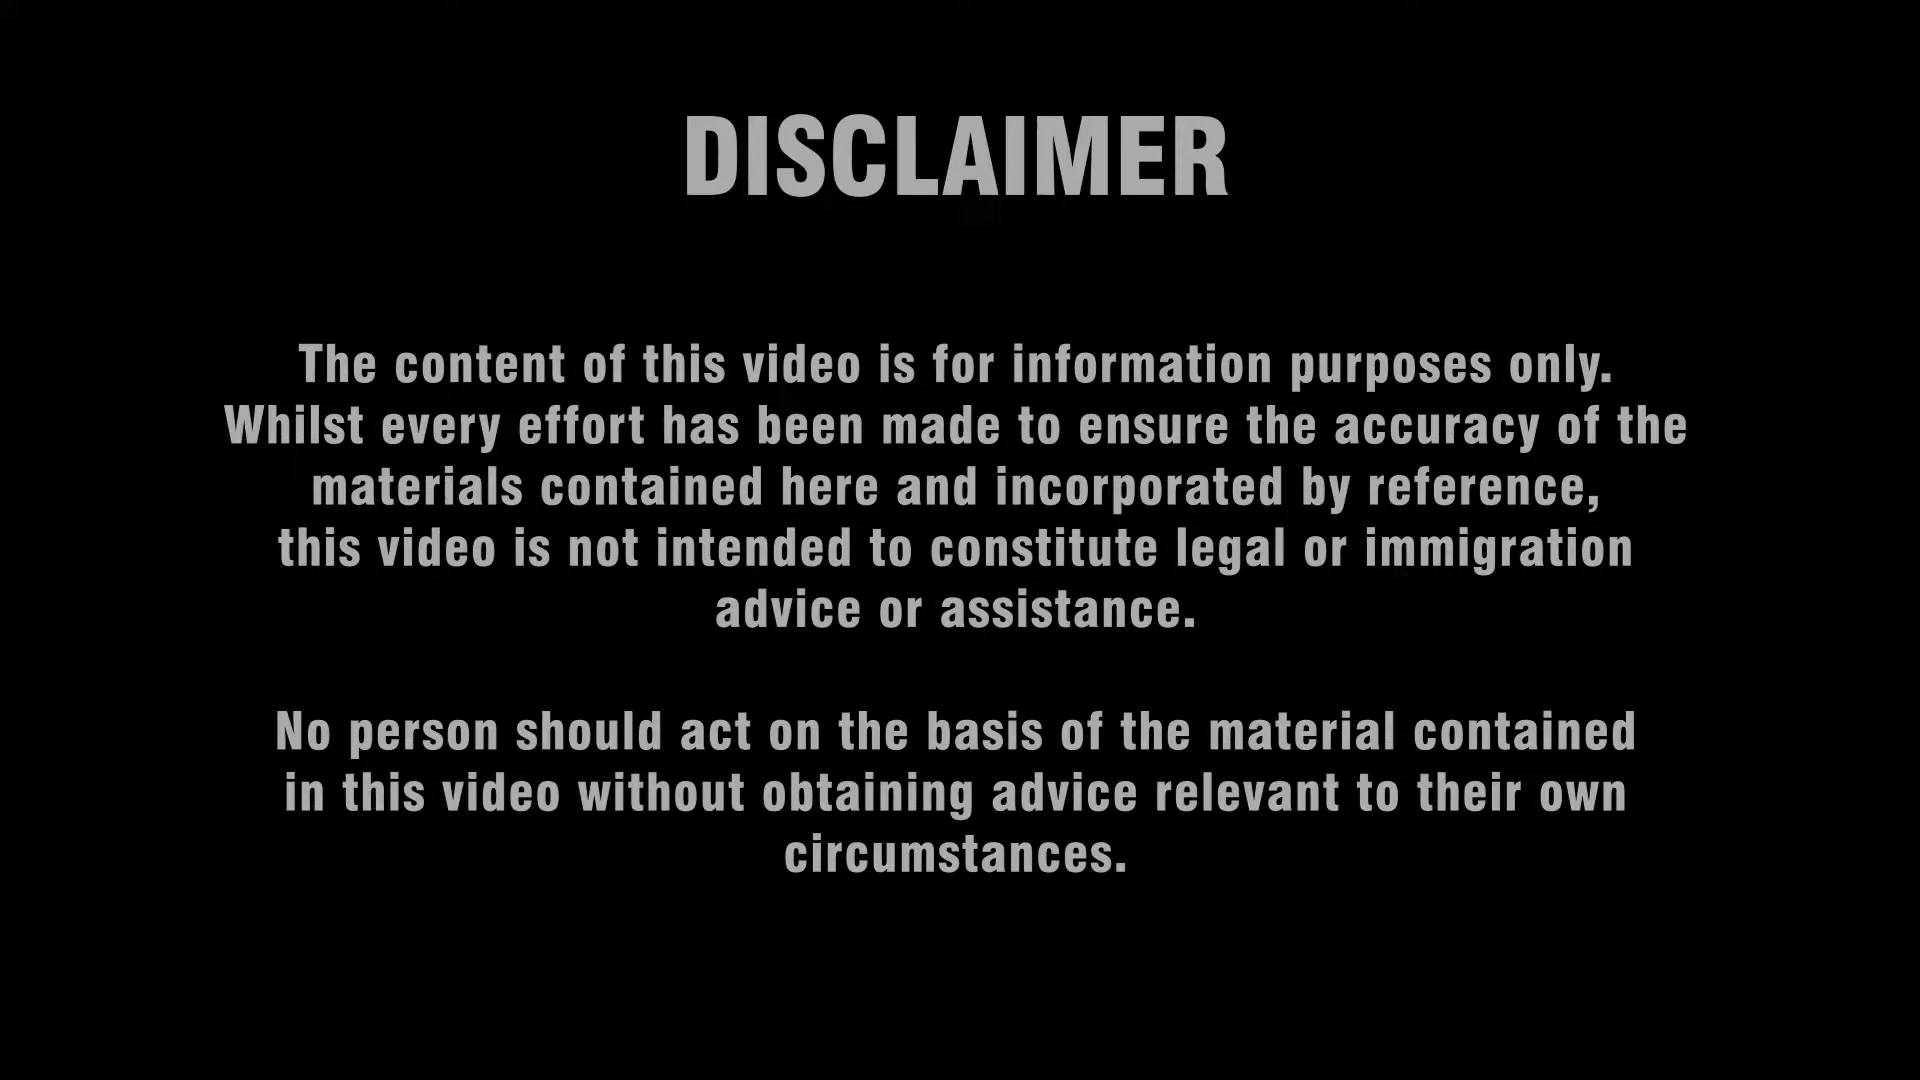 DISCLAIMER
The content of this video is for information purposes only.
Whilst every effort has been made to ensure the accuracy of the
materials contained here and incorporated by reference,
this video is not intended to constitute legal or immigration
advice or assistance.
No person should act on the basis of the material contained
in this video without obtaining advice relevant to their own
circumstances.